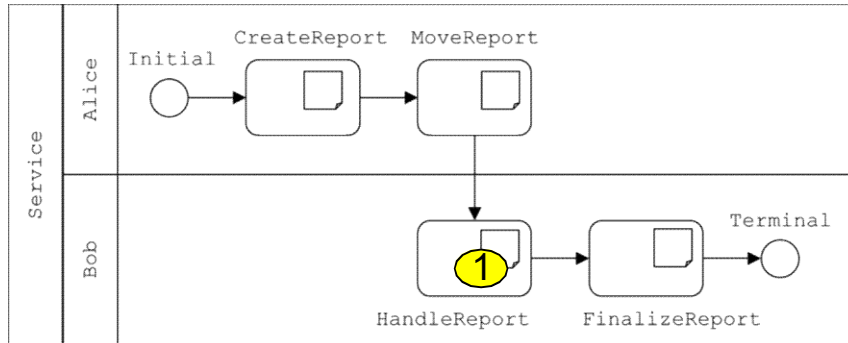 Service
Alice
Initial
CreateReport
MoveReport
Bob
1
HandleReport
FinalizeReport
Terminal